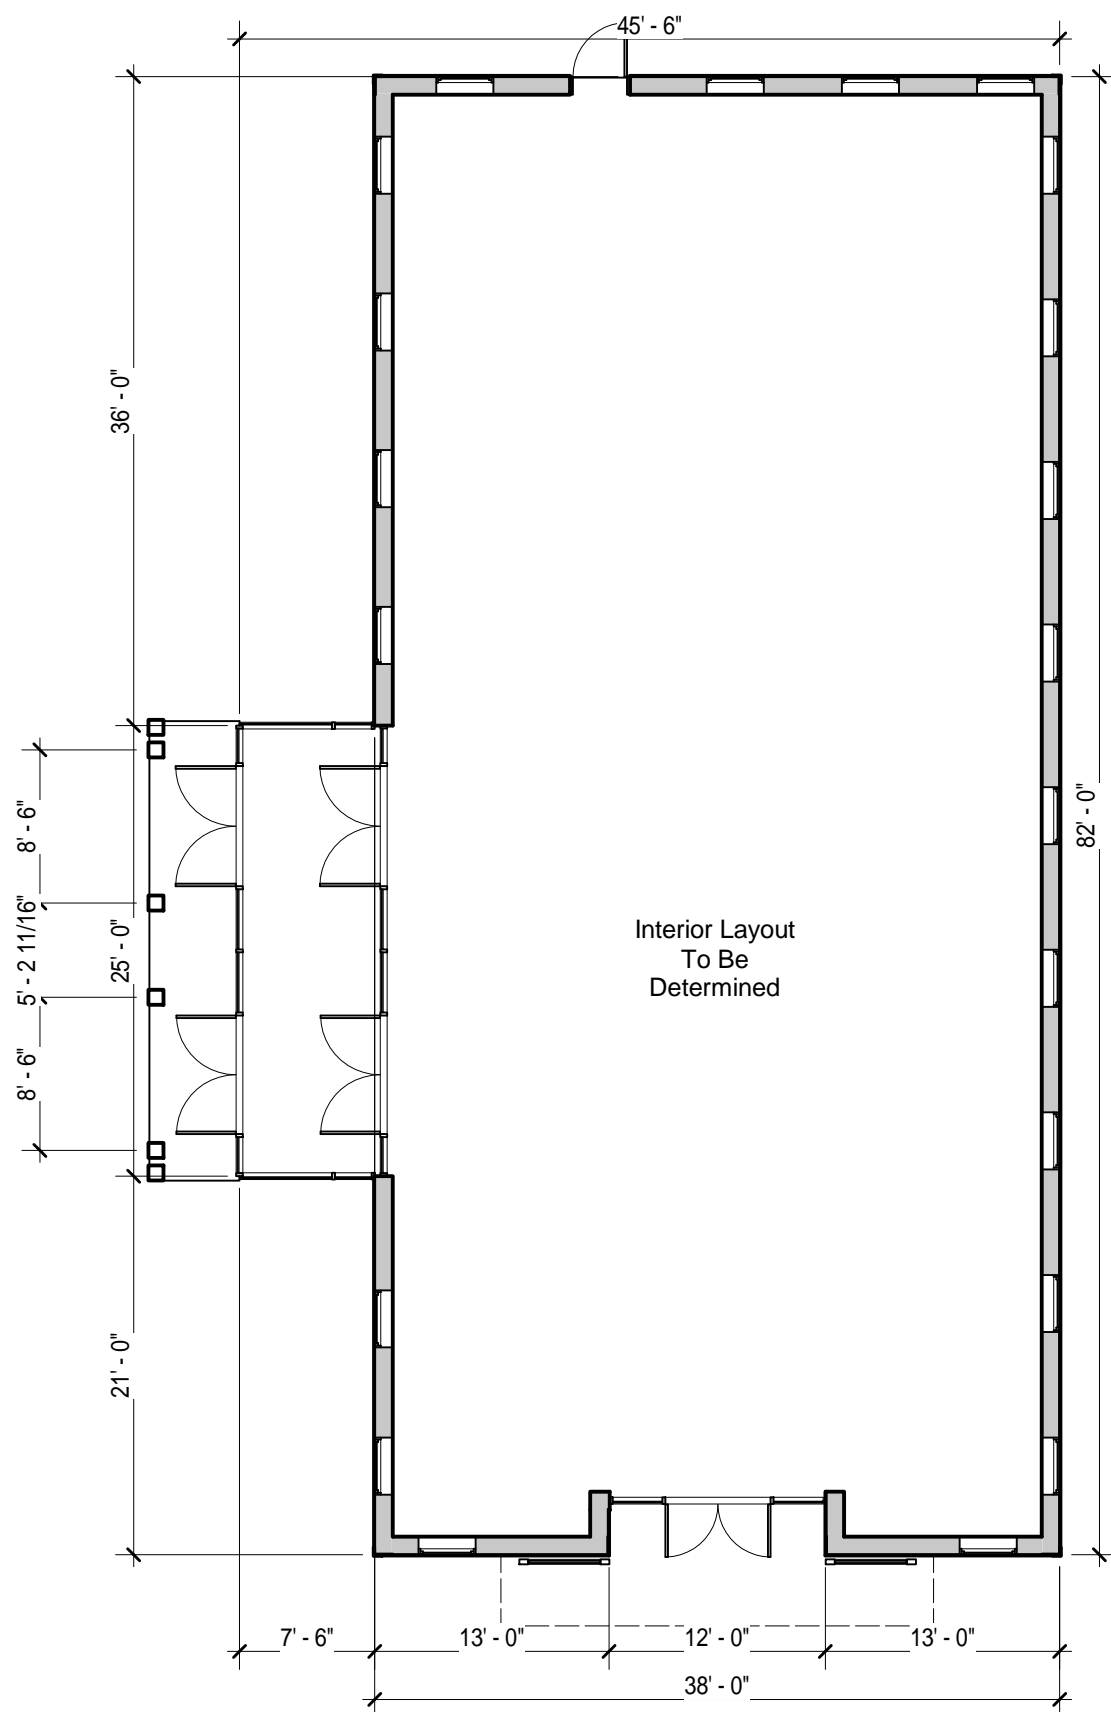 45' - 6"
36' - 0"
82' - 0"
8' - 6"
5' - 2 11/16"
25' - 0"
8' - 6"
Interior Layout
To Be
Determined
21' - 0"
7' - 6"
13' - 0"
12' - 0"
13' - 0"
38' - 0"